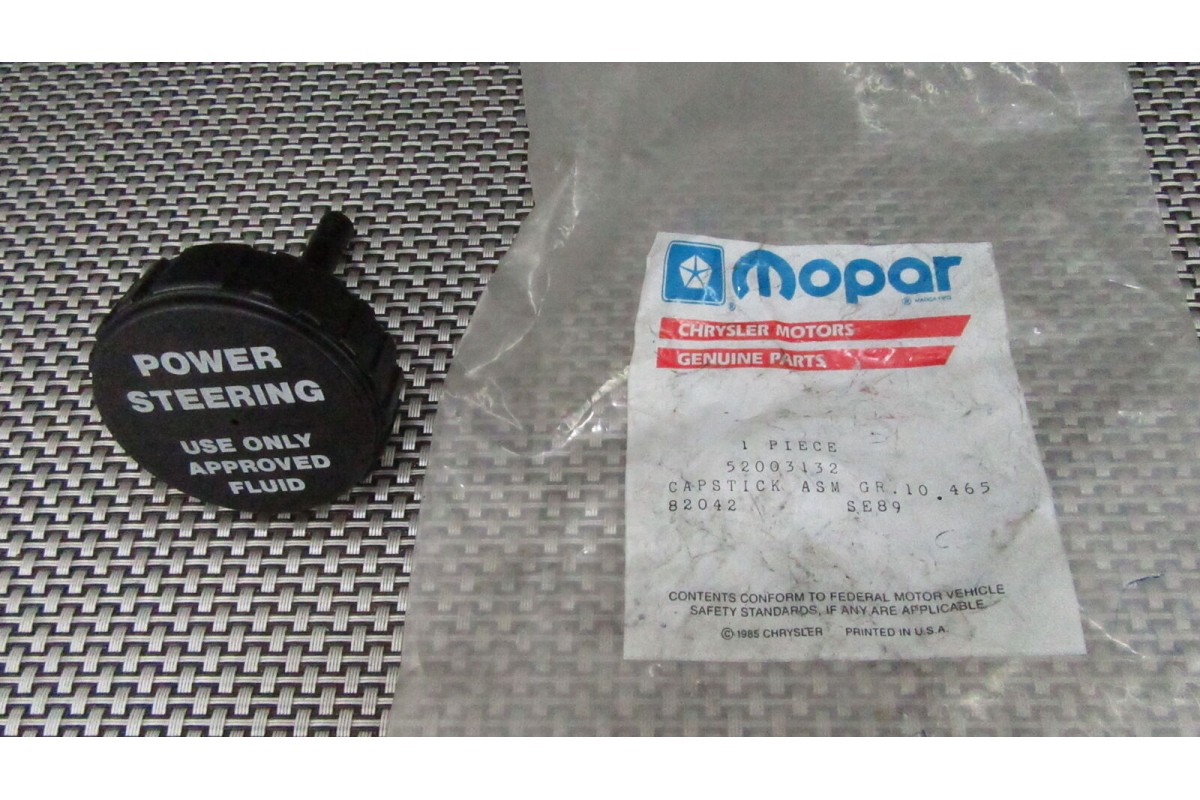 POWER
STEERING
USE ONLY
APPROVED
FLUID
mopar
CHRYSLER MOTORS
GENUINE PARTS
1 PIECE
52003132
CAPSTICK ASM GR.10.465
82042 SE89
CONTENTS CONFORM TO FEDERAL MOTOR VEHICLE
SAFETY STANDARDS, IF ANY ARE APPLICABLE
© 1985 CHRYSLER PRINTED IN U.S.A.